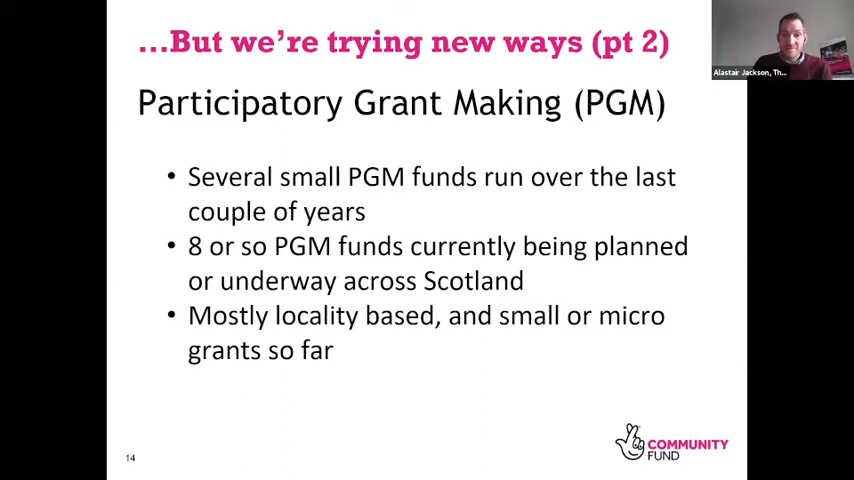 ...But we're trying new ways (pt 2)
Alastair Jackson, Th...
Participatory Grant Making (PGM)
• Several small PGM funds run over the last
couple of years
• 8 or so PGM funds currently being planned
or underway across Scotland
• Mostly locality based, and small or micro
grants so far
14
COMMUNITY
FUND